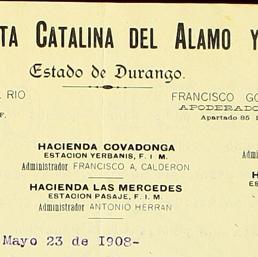 TA CATALINA DEL ALAMO Y
Estado de Durango.
RIO
FRANCISCO GO
APODERADO
F.
Apartado 85
HACIENDA COVADONGA
ESTACION YERBANIS, F. I M.
Administrador FRANCISCO A. CALDERON
HACIENDA LAS MERCEDES
ESTACION PASAJE, F. I M.
Administrador ANTONIO HERRAN
Mayo 23 de 1908-